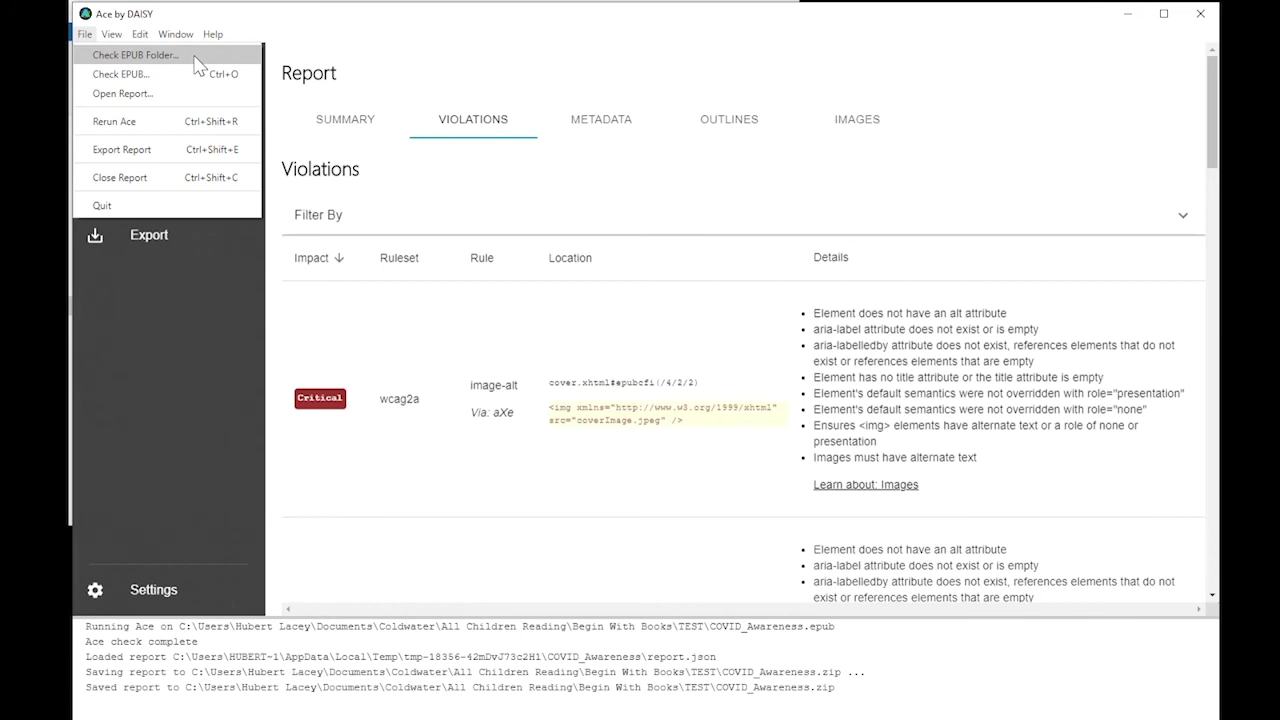 Ace by DAISY
File View Edit Window Help
Check EPUB Folder...
Check EPUB... Ctrl+O
Open Report...
Rerun Ace Ctrl+Shift+R
Export Report Ctrl+Shift+E
Close Report Ctrl+Shift+C
Quit
Export
Settings
Report
SUMMARY VIOLATIONS METADATA OUTLINES IMAGES
Violations
Filter By
Impact Ruleset Rule Location Details
Critical
wcag2a
image-alt
Via: aXe
cover.xhtml#epubcfi(/4/2/2)
<img xmlns="http://www.w3.org/1999/xhtml"
src="coverImage.jpeg" />
• Element does not have an alt attribute
• aria-label attribute does not exist or is empty
• aria-labelledby attribute does not exist, references elements that do not
exist or references elements that are empty
• Element has no title attribute or the title attribute is empty
• Element's default semantics were not overridden with role="presentation"
• Element's default semantics were not overridden with role="none"
• Ensures <img> elements have alternate text or a role of none or
presentation
• Images must have alternate text
Learn about: Images
• Element does not have an alt attribute
• aria-label attribute does not exist or is empty
• aria-labelledby attribute does not exist, references elements that do not
exist or references elements that are empty
Running Ace on C:\Users\Hubert Lacey\Documents\Coldwater\All Children Reading\Begin With Books\TEST\COVID_Awareness.epub
Ace check complete
Loaded report C:\Users\HUBERT~1\AppData\Local\Temp\tmp-18356-42mDvJ73c2H1\COVID_Awareness\report.json
Saving report to C:\Users\Hubert Lacey\Documents\Coldwater\All Children Reading\Begin With Books\TEST\COVID_Awareness.zip ...
Saved report to C:\Users\Hubert Lacey\Documents\Coldwater\All Children Reading\Begin With Books\TEST\COVID_Awareness.zip